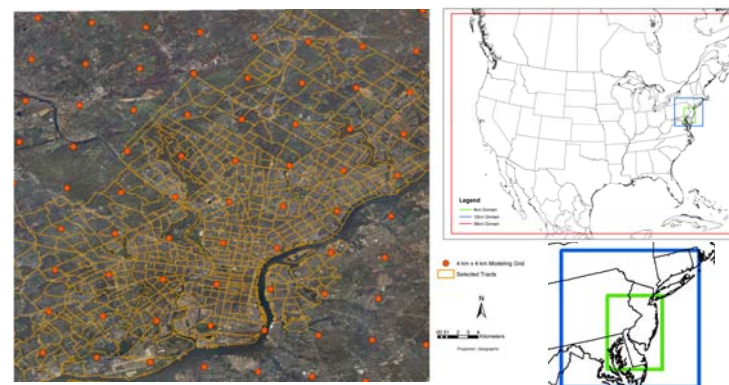 Legend
4km Domain
12km Domain
36km Domain
4 km x 4 km Modeling Grid
Selected Tracts
N
Kilometers
Projection: Geographic